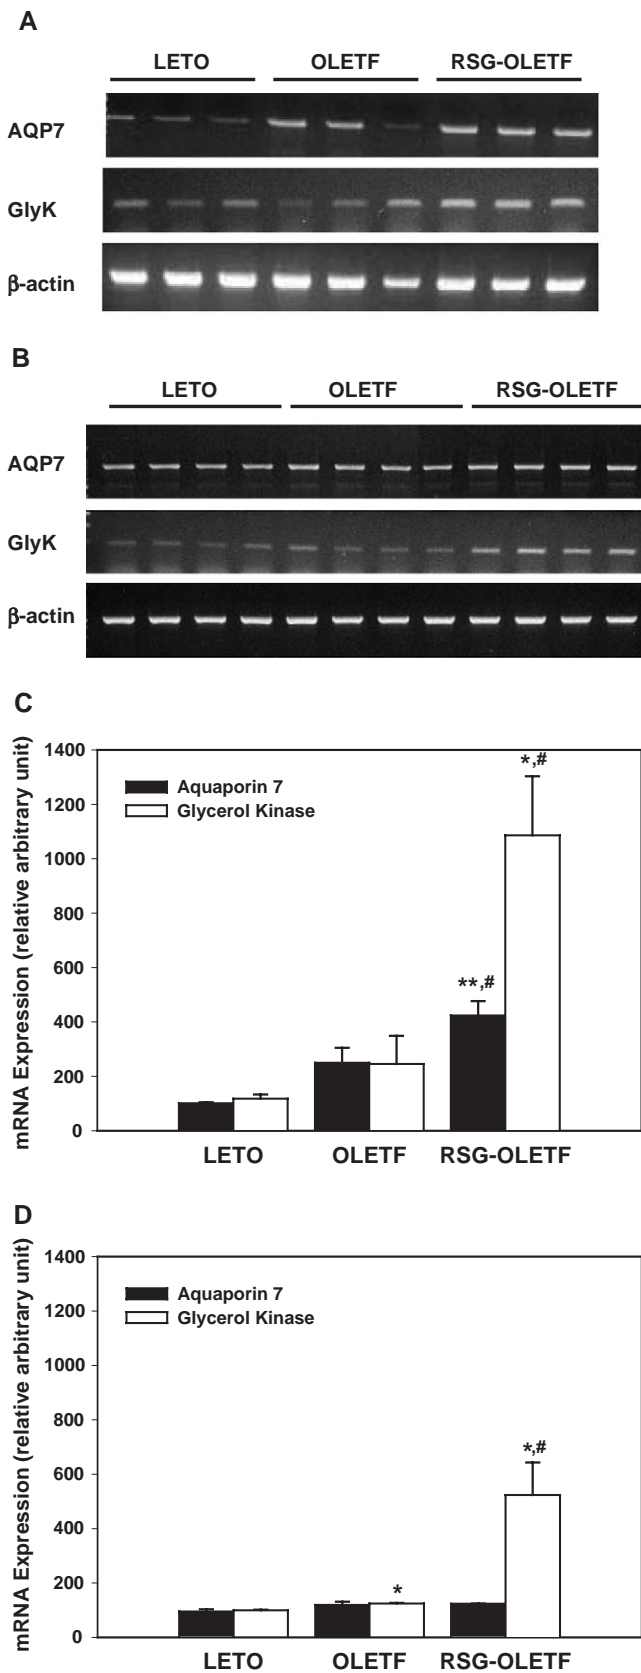 A
LETO OLETF RSG-OLETF
AQP7
GlyK
β-actin
B
LETO OLETF RSG-OLETF
AQP7
GlyK
β-actin
C
mRNA Expression (relative arbitrary unit)
1400
1200
1000
800
600
400
200
0
Aquaporin 7
Glycerol Kinase
*,#
**,#
LETO OLETF RSG-OLETF
D
mRNA Expression (relative arbitrary unit)
1400
1200
1000
800
600
400
200
0
Aquaporin 7
Glycerol Kinase
*,#
*
LETO OLETF RSG-OLETF